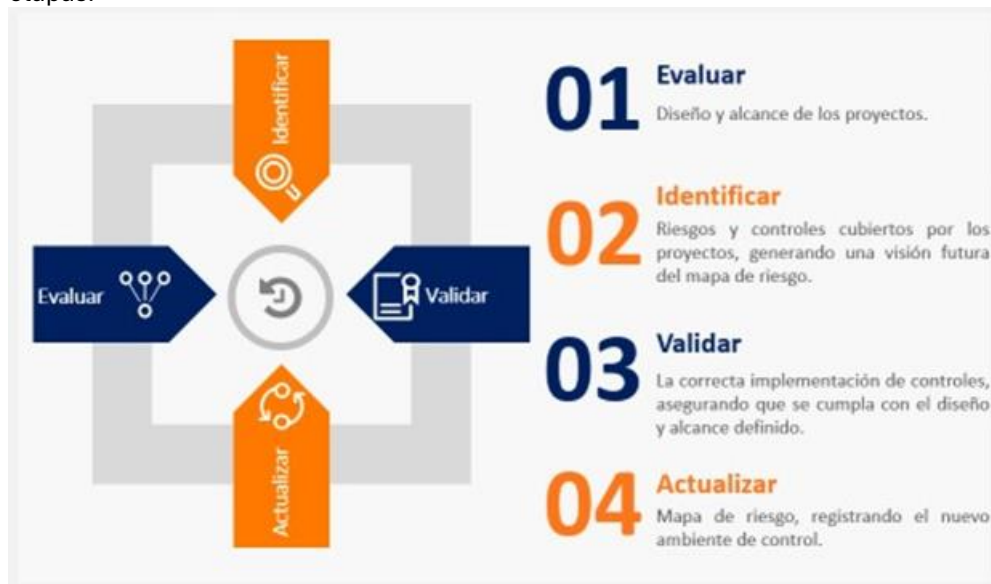 etapas.
Identificar
Evaluar
Validar
Actualizar
01
Evaluar
Diseño y alcance de los proyectos.
02
Identificar
Riesgos y controles cubiertos por los
proyectos, generando una visión futura
del mapa de riesgo.
03
Validar
La correcta implementación de controles,
asegurando que se cumpla con el diseño
y alcance definido.
04
Actualizar
Mapa de riesgo, registrando el nuevo
ambiente de control.